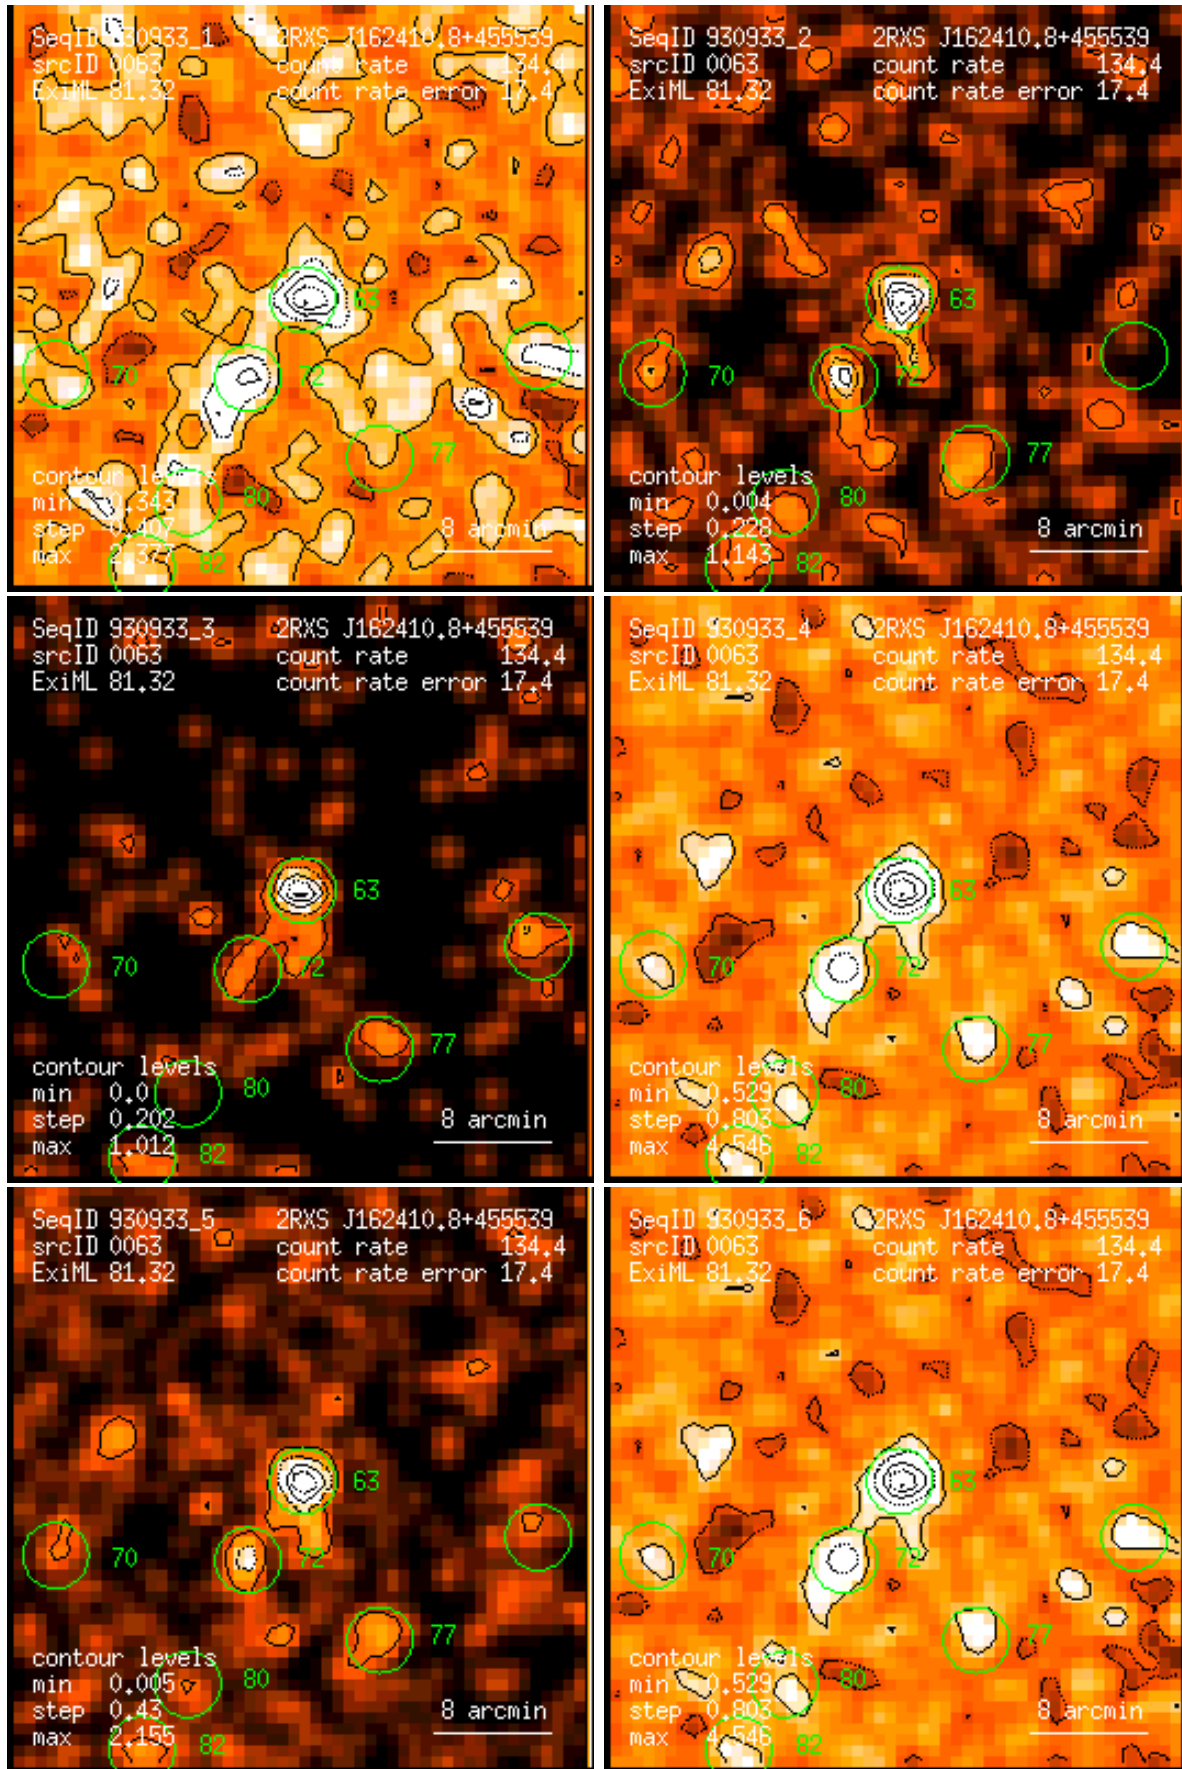 SeqID 930933_1 2RXS J162410.8+455539
srcID 0063 count rate 134.4
ExiML 81.32 count rate error 17.4
63
70
72
77
contour levels
min 0.343
80
step 0.407
8 arcmin
max 2.377
82
SeqID 930933_2 2RXS J162410.8+455539
srcID 0063 count rate 134.4
ExiML 81.32 count rate error 17.4
63
70
72
77
contour levels
min 0.004
80
step 0.228
8 arcmin
max 1.143
82
SeqID 930933_3 2RXS J162410.8+455539
srcID 0063 count rate 134.4
ExiML 81.32 count rate error 17.4
63
70
72
77
contour levels
min 0.0
80
step 0.202
8 arcmin
max 1.012
82
SeqID 930933_4 2RXS J162410.8+455539
srcID 0063 count rate 134.4
ExiML 81.32 count rate error 17.4
63
70
72
77
contour levels
min 0.529
80
step 0.803
8 arcmin
max 4.546
82
SeqID 930933_5 2RXS J162410.8+455539
srcID 0063 count rate 134.4
ExiML 81.32 count rate error 17.4
63
70
72
77
contour levels
min 0.005
80
step 0.43
8 arcmin
max 2.155
82
SeqID 930933_6 2RXS J162410.8+455539
srcID 0063 count rate 134.4
ExiML 81.32 count rate error 17.4
63
70
72
77
contour levels
min 0.529
80
step 0.803
8 arcmin
max 4.546
82